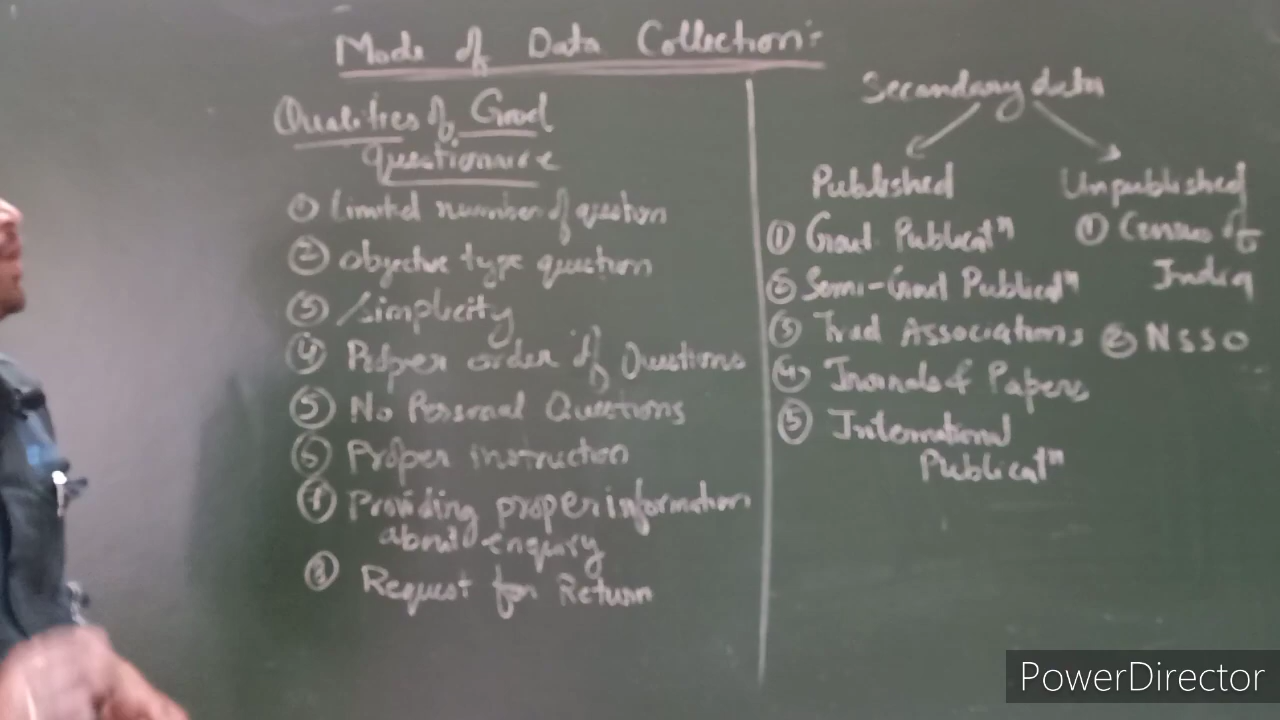 Mode of Data Collection:-
Qualities of Good
questionnire
① Limited number of question
② objective type question
③ Simplicity
④ Proper order of Questions
⑤ No Personal Questions
⑥ Proper instruction
⑦ Providing proper information
about enquiry
⑧ Request for Return
Secondary data
Published
① Govt. Publicatⁿ
② Semi-Govt Publicatⁿ
③ Trad Associations
④ Journals & Papers
⑤ International
Publicatⁿ
Unpublished
① Census of
India
② NSSO
PowerDirector